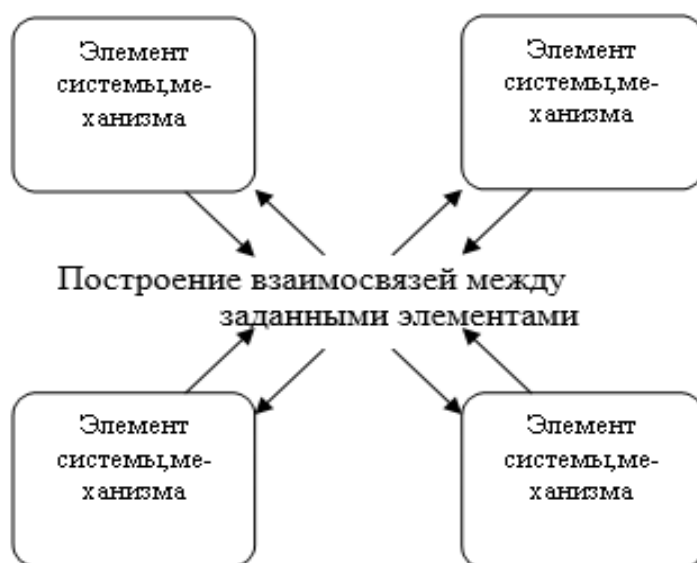 Элемент
системы,ме-
ханизма
Элемент
системы,ме-
ханизма
Построение взаимосвязей между
заданными элементами
Элемент
системы,ме-
ханизма
Элемент
системы,ме-
ханизма